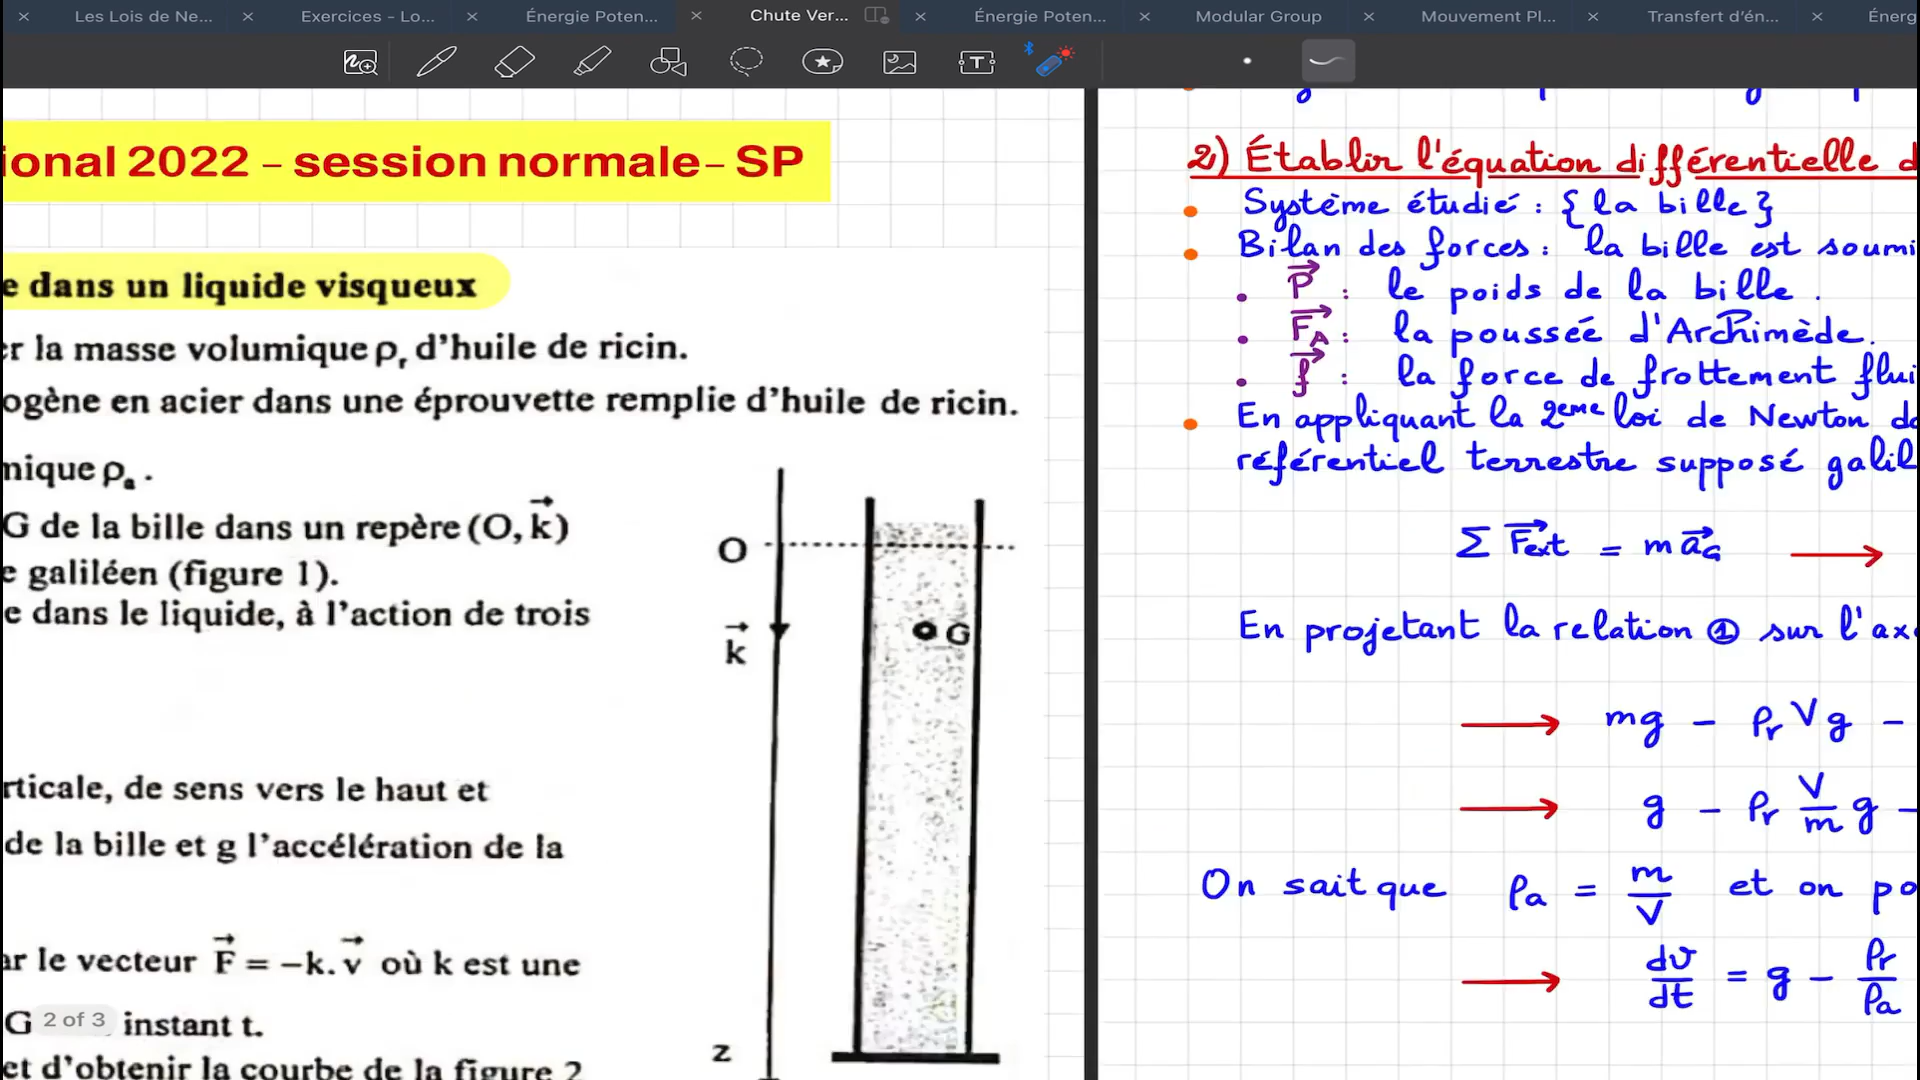 Les Lois de Ne...
Exercices - Lo...
Énergie Poten...
Chute Ver...
Énergie Poten...
Modular Group
Mouvement Pl...
Transfert d'én...
Énerg
ional 2022 – session normale– SP
e dans un liquide visqueux
er la masse volumique ρr d'huile de ricin.
ogène en acier dans une éprouvette remplie d'huile de ricin.
mique ρa .
G de la bille dans un repère (O, k)
e galiléen (figure 1).
e dans le liquide, à l'action de trois
rticale, de sens vers le haut et
de la bille et g l'accélération de la
ar le vecteur F = –k. v où k est une
G
instant t.
et d'obtenir la courbe de la figure 2
2 of 3
O
k
G
z
2) Établir l'équation différentielle d
Système étudié : {la bille}
Bilan des forces : la bille est soumi
P : le poids de la bille .
FA : la pousseé d'Archimède.
f : la force de frottement flui
En appliquant la 2eme loi de Newton da
référentiel terrestre supposé galil
Σ Fext = m aG
En projetant la relation ① sur l'ax
mg - ρr V g -
g - ρr V/m g -
On sait que ρa = m/V et on po
dv/dt = g - ρr/ρa